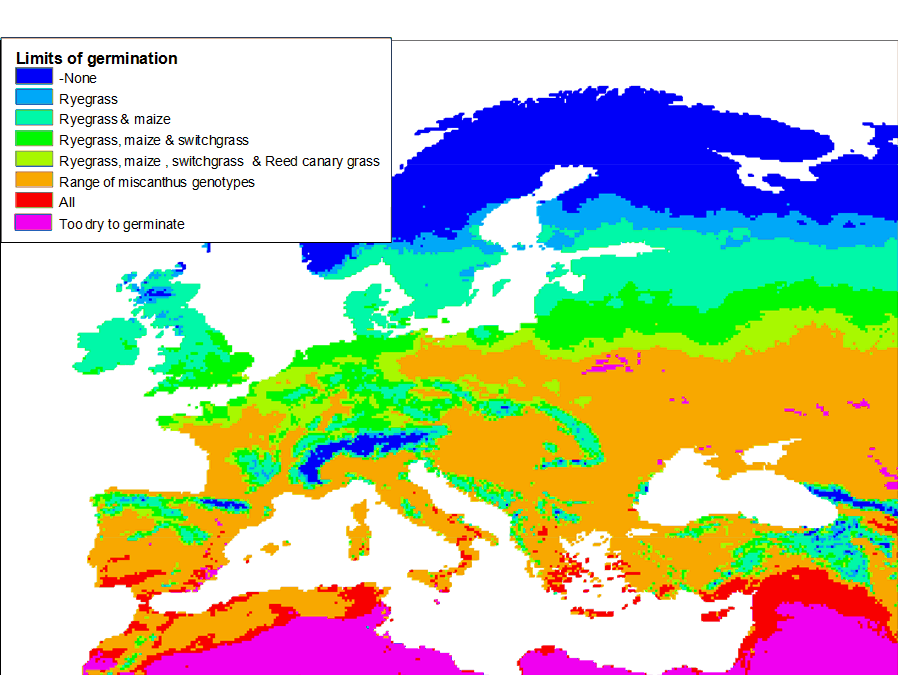 Limits of germination
-None
Ryegrass
Ryegrass & maize
Ryegrass, maize & switchgrass
Ryegrass, maize , switchgrass & Reed canary grass
Range of miscanthus genotypes
All
Too dry to germinate